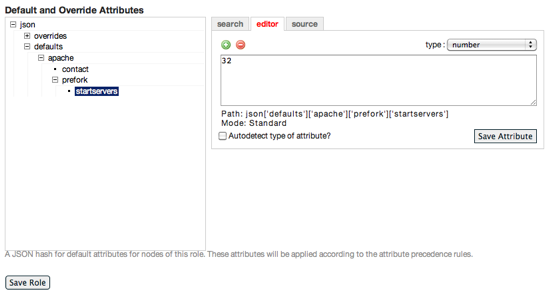 Default and Override Attributes
json
overrides
defaults
apache
contact
prefork
startservers
search editor source
type : number
32
Path: json['defaults']['apache']['prefork']['startservers']
Mode: Standard
Autodetect type of attribute?
Save Attribute
A JSON hash for default attributes for nodes of this role. These attributes will be applied according to the attribute precedence rules.
Save Role